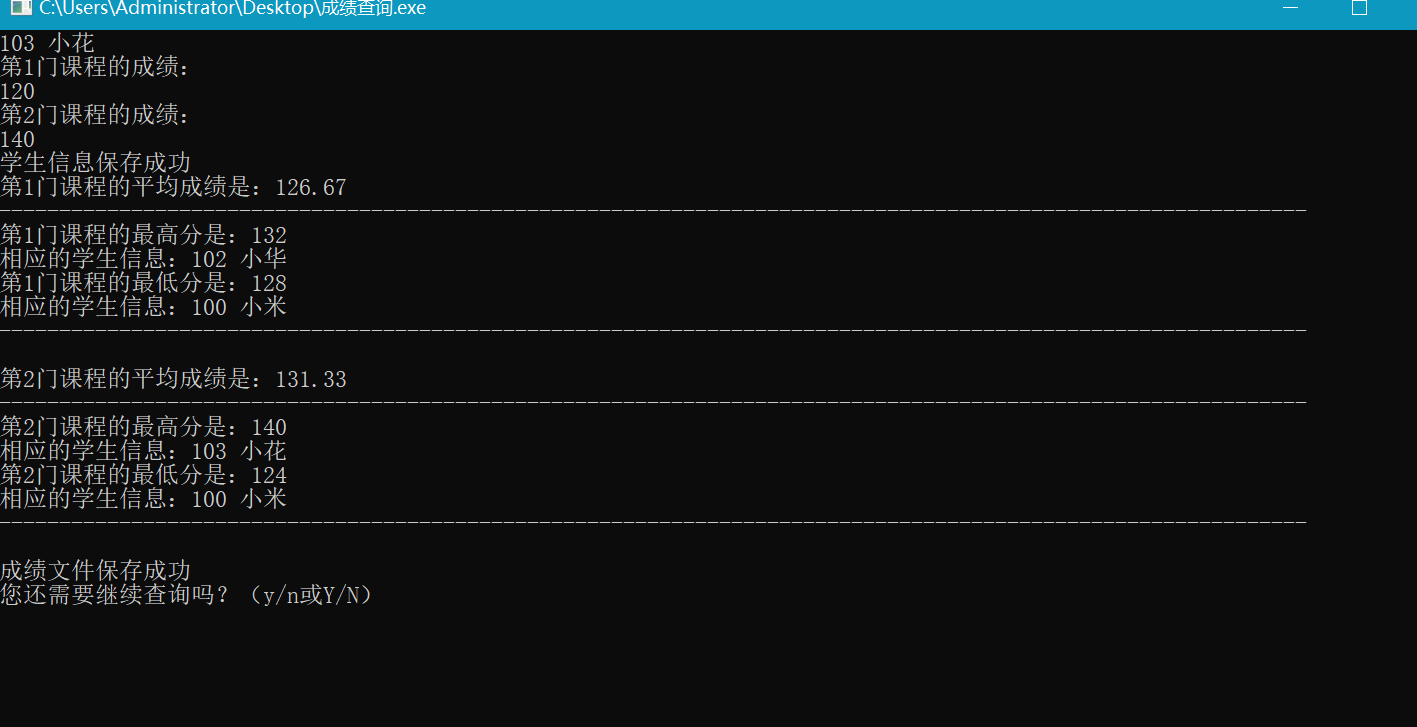 C:\Users\Administrator\Desktop\成绩查询.exe
103 小花
第1门课程的成绩：
120
第2门课程的成绩：
140
学生信息保存成功
第1门课程的平均成绩是：126.67
-------------------------------------------------------------------------------------------------------------
第1门课程的最高分是：132
相应的学生信息：102 小华
第1门课程的最低分是：128
相应的学生信息：100 小米
-------------------------------------------------------------------------------------------------------------
第2门课程的平均成绩是：131.33
-------------------------------------------------------------------------------------------------------------
第2门课程的最高分是：140
相应的学生信息：103 小花
第2门课程的最低分是：124
相应的学生信息：100 小米
-------------------------------------------------------------------------------------------------------------
成绩文件保存成功
您还需要继续查询吗？（y/n或Y/N）